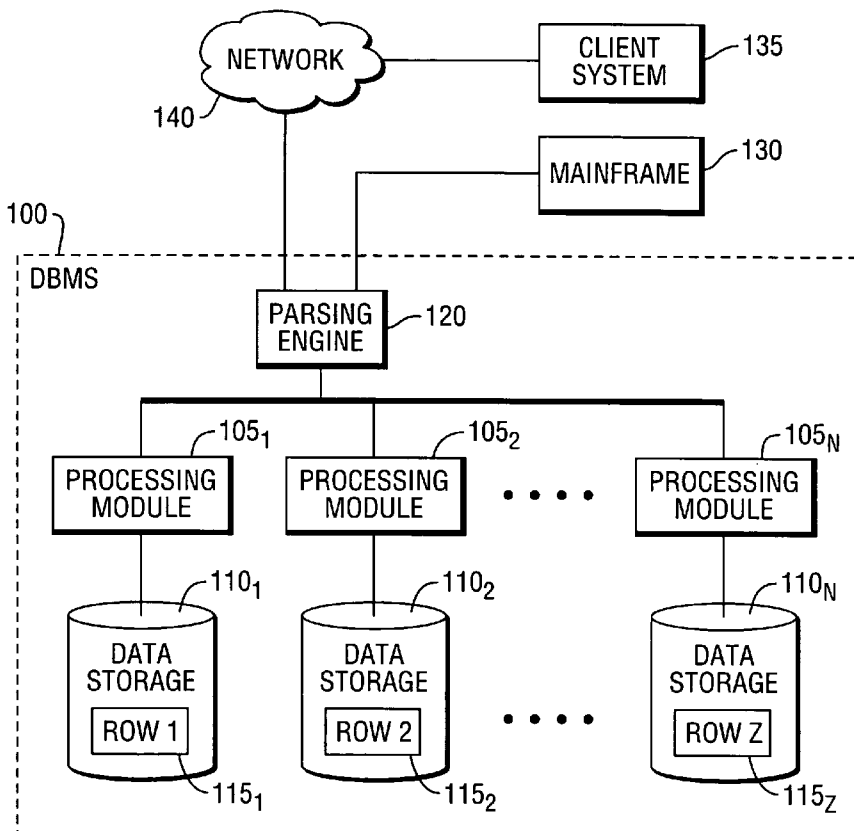 NETWORK
140
CLIENT
SYSTEM
135
MAINFRAME
130
100
DBMS
PARSING
ENGINE
120
105₁
PROCESSING
MODULE
105₂
PROCESSING
MODULE
105N
PROCESSING
MODULE
110₁
DATA
STORAGE
ROW 1
115₁
110₂
DATA
STORAGE
ROW 2
115₂
110N
DATA
STORAGE
ROW Z
115Z